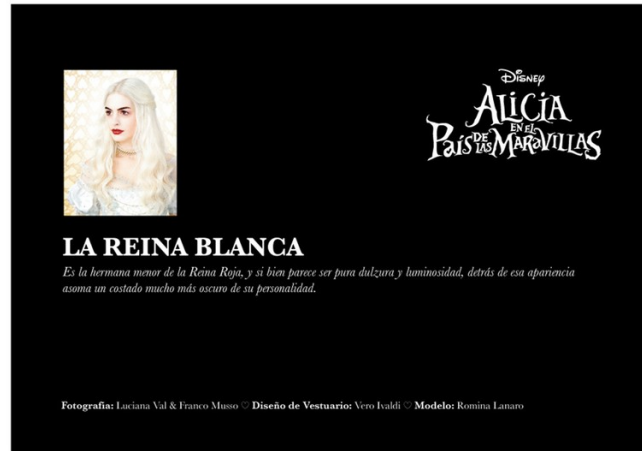 Disney
ALICIA
EN EL
PAÍS DE LAS MARAVILLAS
LA REINA BLANCA
Es la hermana menor de la Reina Roja, y si bien parece ser pura dulzura y luminosidad, detrás de esa apariencia
asoma un costado mucho más oscuro de su personalidad.
Fotografia: Luciana Val & Franco Musso ♡ Diseño de Vestuario: Vero Ivaldi ♡ Modelo: Romina Lanaro